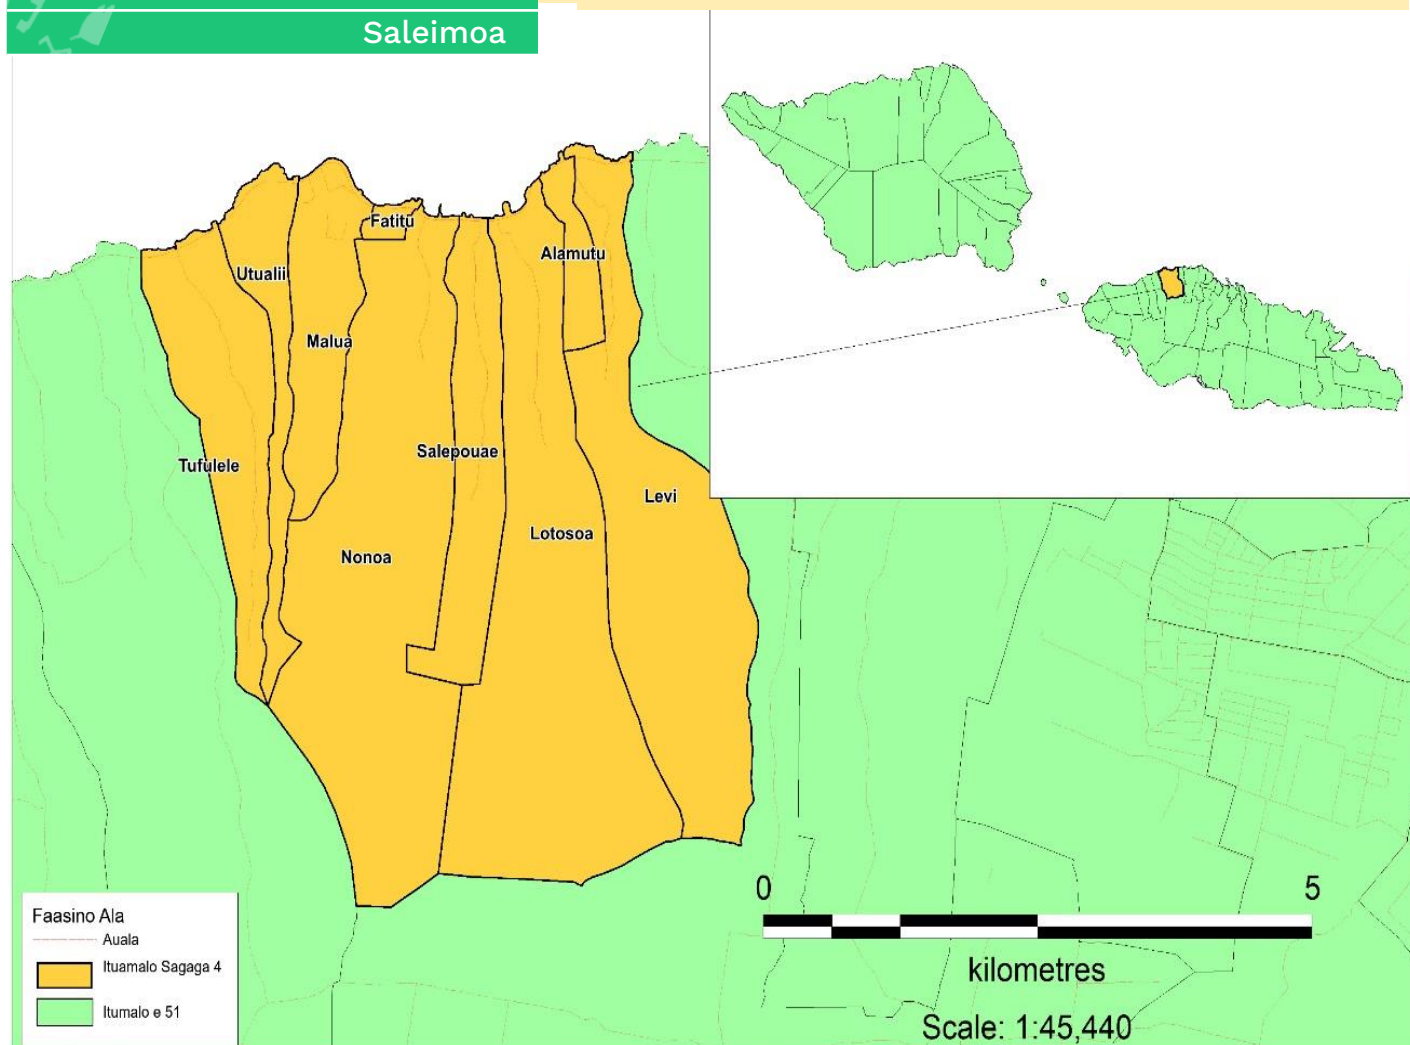 Saleimoa
Fatitū
Alamutu
Utualii
Malua
Salepouae
Tufulele
Levi
Lotosoa
Nonoa
0 5
kilometres
Scale: 1:45,440
Faasino Ala
Auala
Ituamalo Sagaga 4
Itumalo e 51